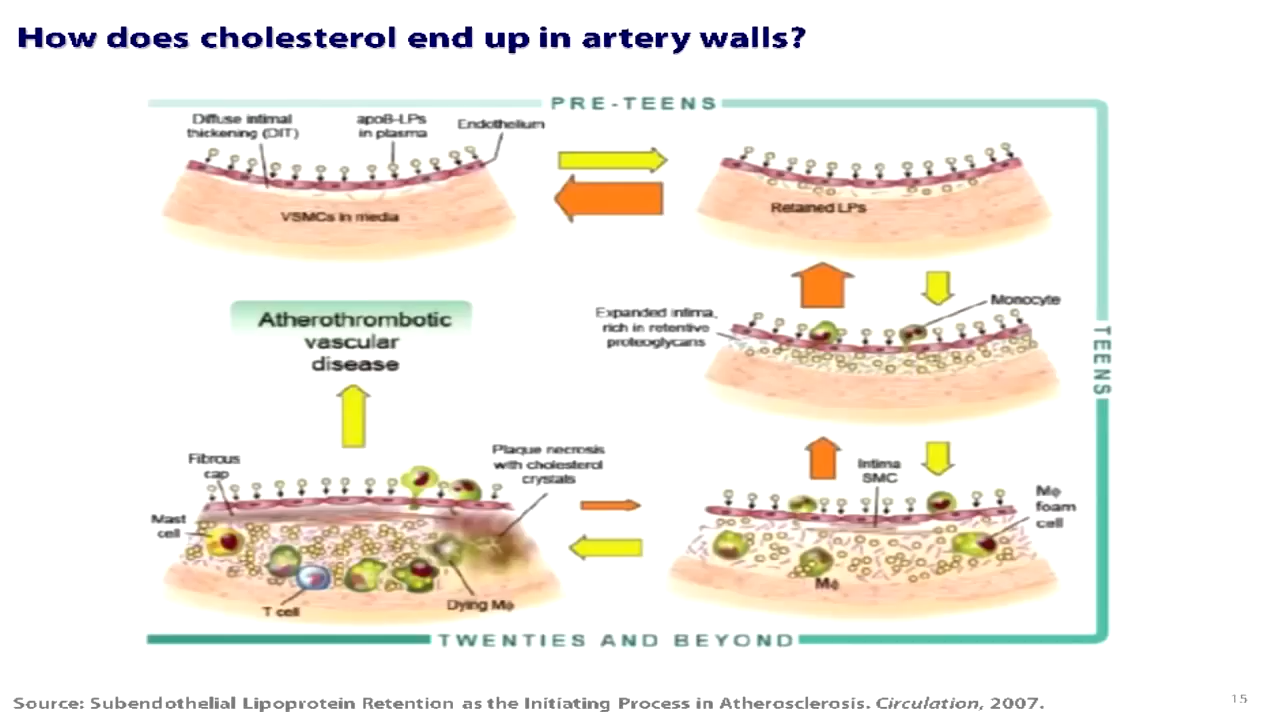 How does cholesterol end up in artery walls?
PRE-TEENS
Diffuse intimal
thickening (DIT)
apoB-LPs
in plasma
Endothelium
VSMCs in media
Retained LPs
Monocyte
Expanded intima,
rich in retentive
proteoglycans
TEENS
Atherothrombotic
vascular
disease
Fibrous
cap
Plaque necrosis
with cholesterol
crystals
Intima
SMC
Mφ
foam
cell
Mast
cell
Mφ
T cell
Dying Mφ
TWENTIES AND BEYOND
Source: Subendothelial Lipoprotein Retention as the Initiating Process in Atherosclerosis. Circulation, 2007.
15